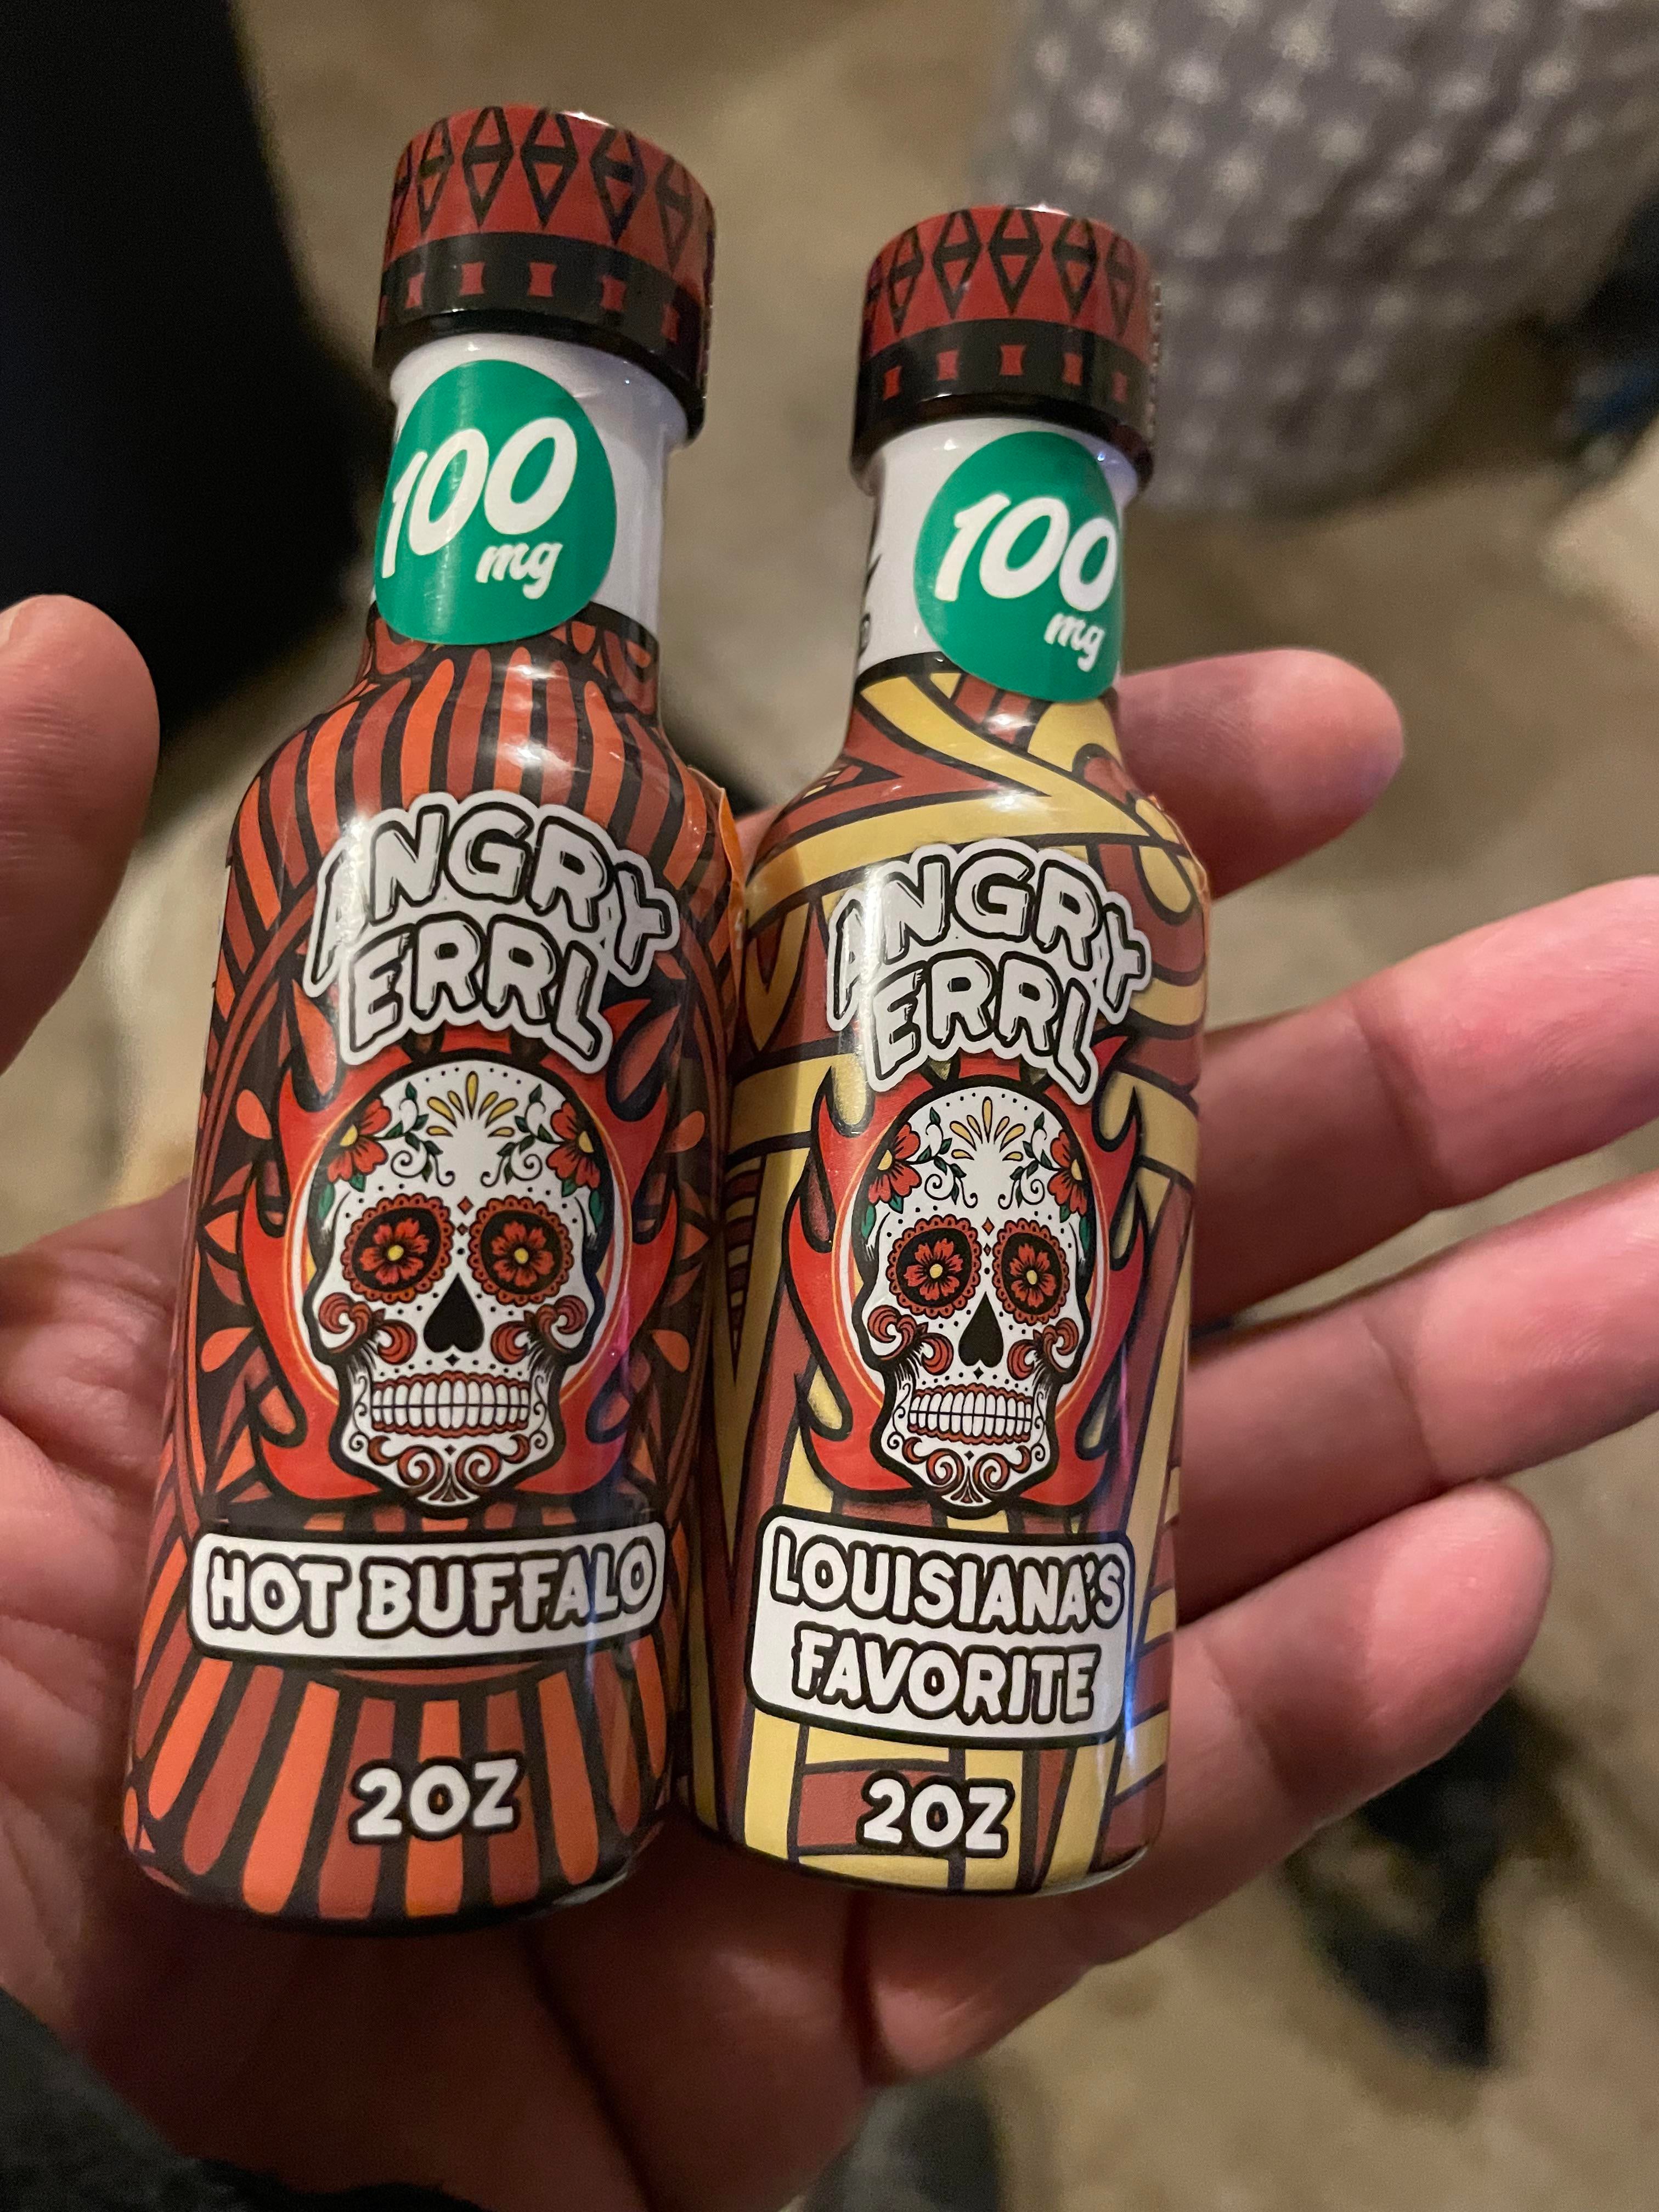 100
mg
ANGRY
ERRL
HOT BUFFALO
2OZ
100
mg
ANGRY
ERRL
LOUISIANA'S
FAVORITE
2OZ